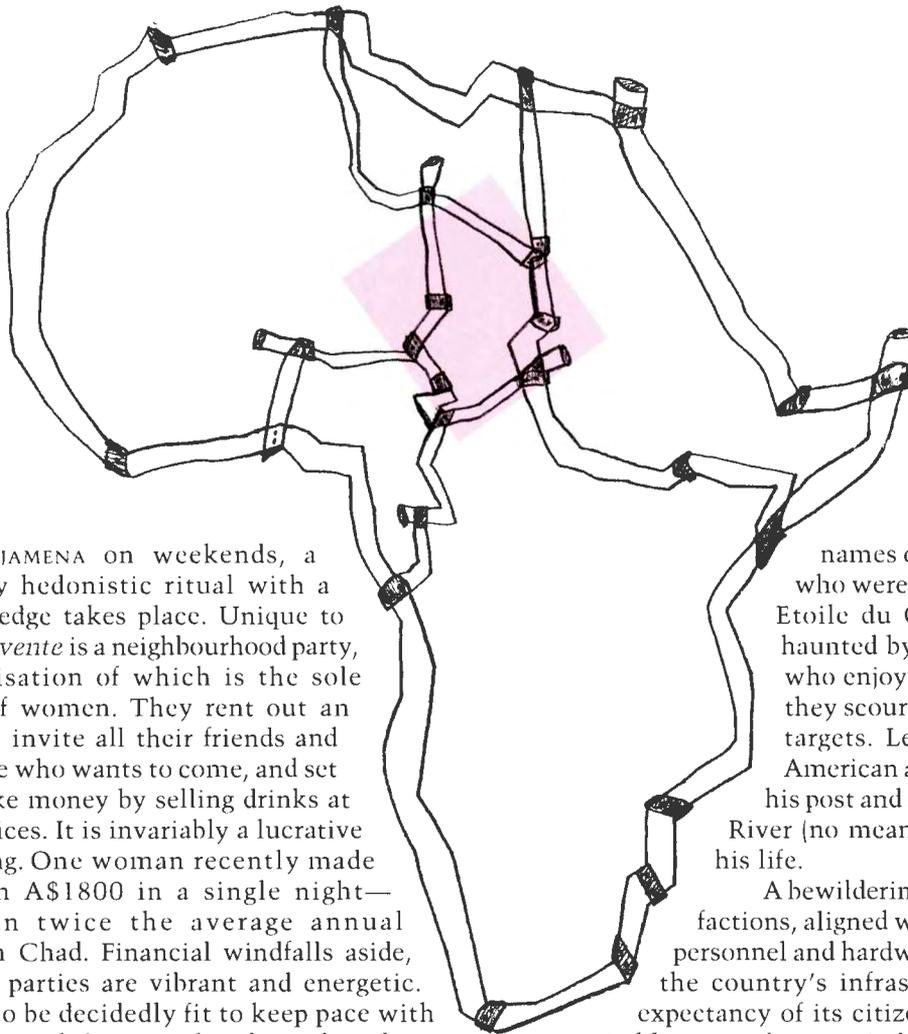 JAMENA on weekends, a
y hedonistic ritual with a
edge takes place. Unique to
vente is a neighbourhood party,
isation of which is the sole
f women. They rent out an
invite all their friends and
e who wants to come, and set
ke money by selling drinks at
ices. It is invariably a lucrative
ng. One woman recently made
n A$1800 in a single night—
n twice the average annual
n Chad. Financial windfalls aside,
parties are vibrant and energetic.
o be decidedly fit to keep pace with
names o
who were
Etoile du C
haunted by
who enjoy
they scour
targets. Le
American a
his post and
River (no mean
his life.
A bewilderin
factions, aligned w
personnel and hardw
the country's infras
expectancy of its citize